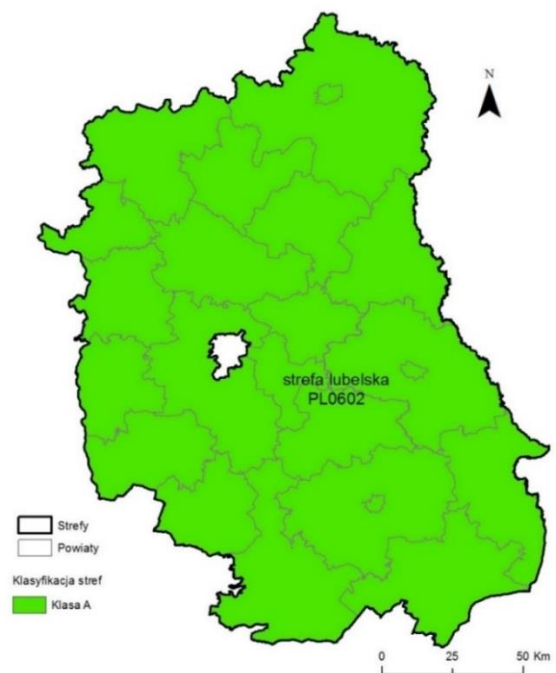 N
strefa lubelska
PL0602
Strefy
Powiaty
Klasyfikacja stref
Klasa A
0 25 50 Km